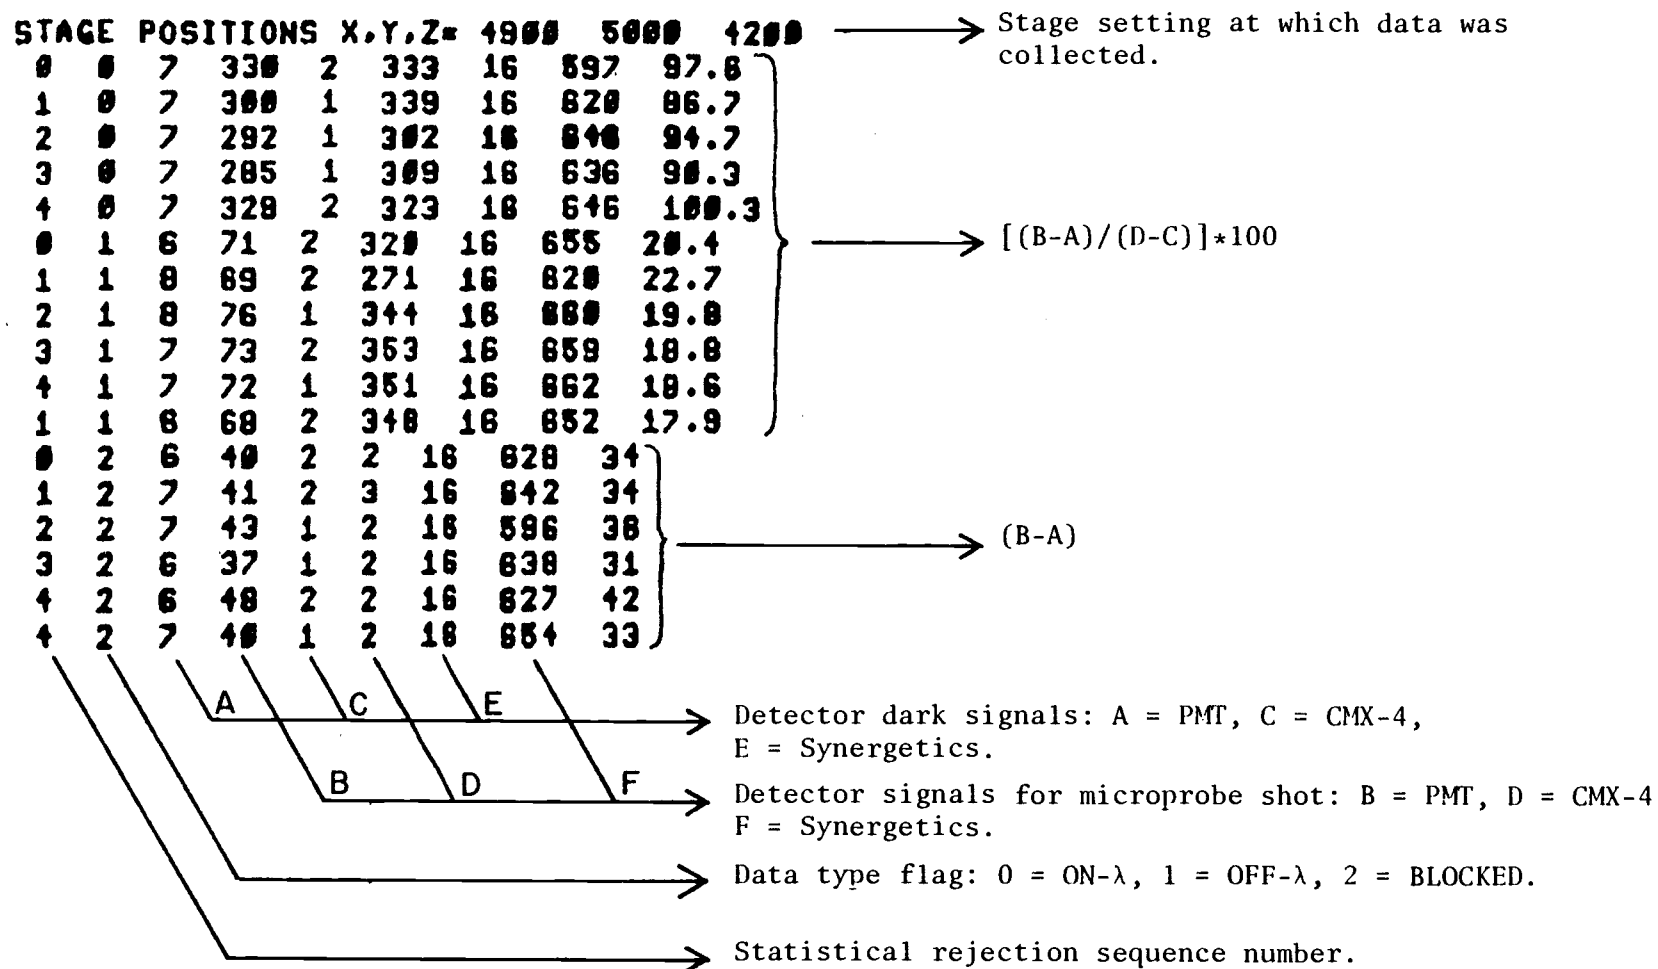 STAGE POSITIONS X,Y,Z= 4900 5000 4200
Stage setting at which data was
collected.
0 0 7 330 2 333 16 597 97.6
1 0 7 300 1 339 16 620 86.7
2 0 7 292 1 302 16 640 94.7
3 0 7 285 1 309 16 636 90.3
4 0 7 329 2 323 16 646 100.3
0 1 6 71 2 320 16 655 20.4
1 1 8 69 2 271 16 620 22.7
2 1 8 76 1 344 16 660 19.8
3 1 7 73 2 353 16 659 18.8
4 1 7 72 1 351 16 662 18.6
1 1 6 68 2 348 16 652 17.9
[(B-A)/(D-C)]*100
0 2 6 40 2 2 16 628 34
1 2 7 41 2 3 16 642 34
2 2 7 43 1 2 16 596 36
3 2 6 37 1 2 16 638 31
4 2 6 48 2 2 16 627 42
4 2 7 40 1 2 16 654 33
(B-A)
A C E
Detector dark signals: A = PMT, C = CMX-4,
E = Synergetics.
B D F
Detector signals for microprobe shot: B = PMT, D = CMX-4
F = Synergetics.
Data type flag: 0 = ON-λ, 1 = OFF-λ, 2 = BLOCKED.
Statistical rejection sequence number.